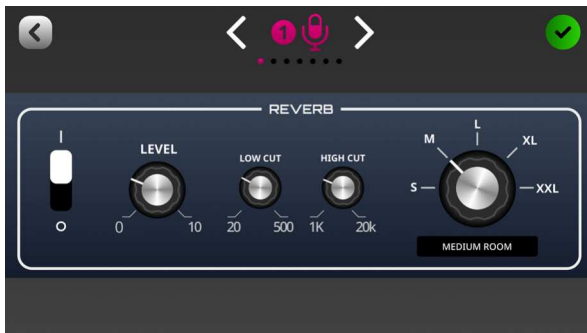 1
REVERB
I
O
LEVEL
0 10
LOW CUT
20 500
HIGH CUT
1K 20k
S
M
L
XL
XXL
MEDIUM ROOM